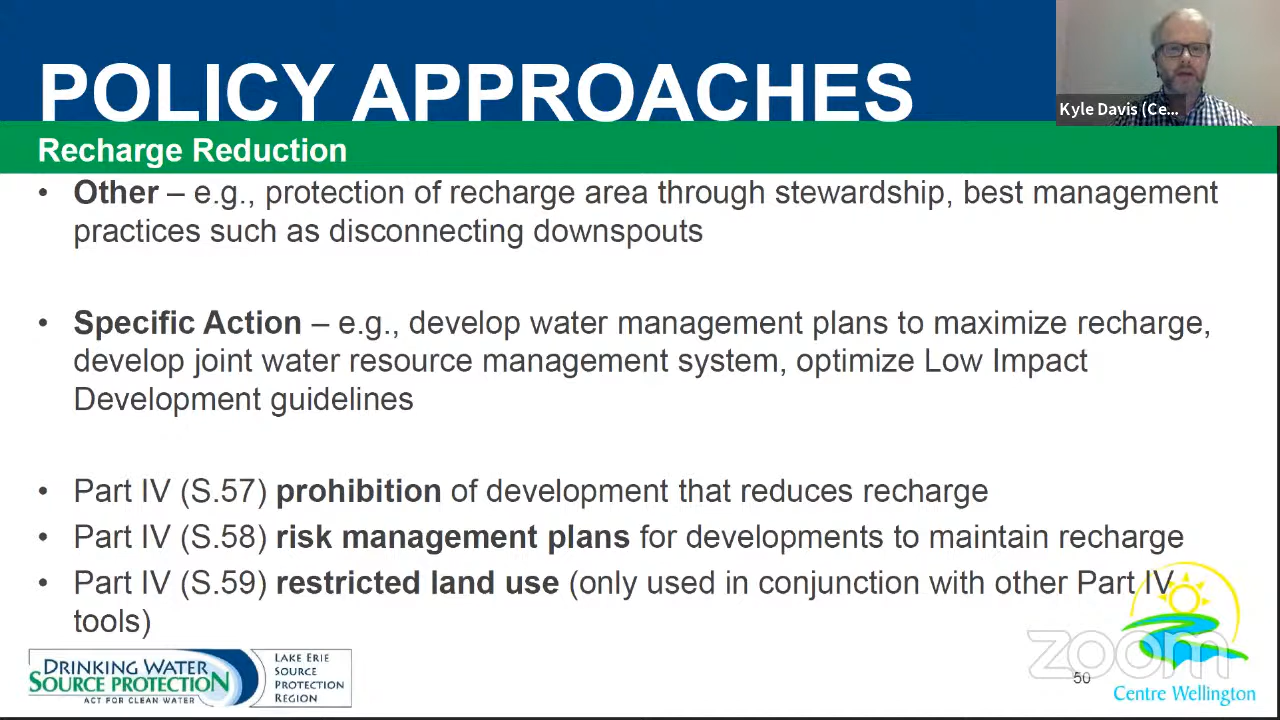 POLICY APPROACHES
Kyle Davis (Ce...
Recharge Reduction
• Other – e.g., protection of recharge area through stewardship, best management
practices such as disconnecting downspouts
• Specific Action – e.g., develop water management plans to maximize recharge,
develop joint water resource management system, optimize Low Impact
Development guidelines
• Part IV (S.57) prohibition of development that reduces recharge
• Part IV (S.58) risk management plans for developments to maintain recharge
• Part IV (S.59) restricted land use (only used in conjunction with other Part IV
tools)
DRINKING WATER
SOURCE PROTECTION
ACT FOR CLEAN WATER
LAKE ERIE
SOURCE
PROTECTION
REGION
zoom
50
Centre Wellington